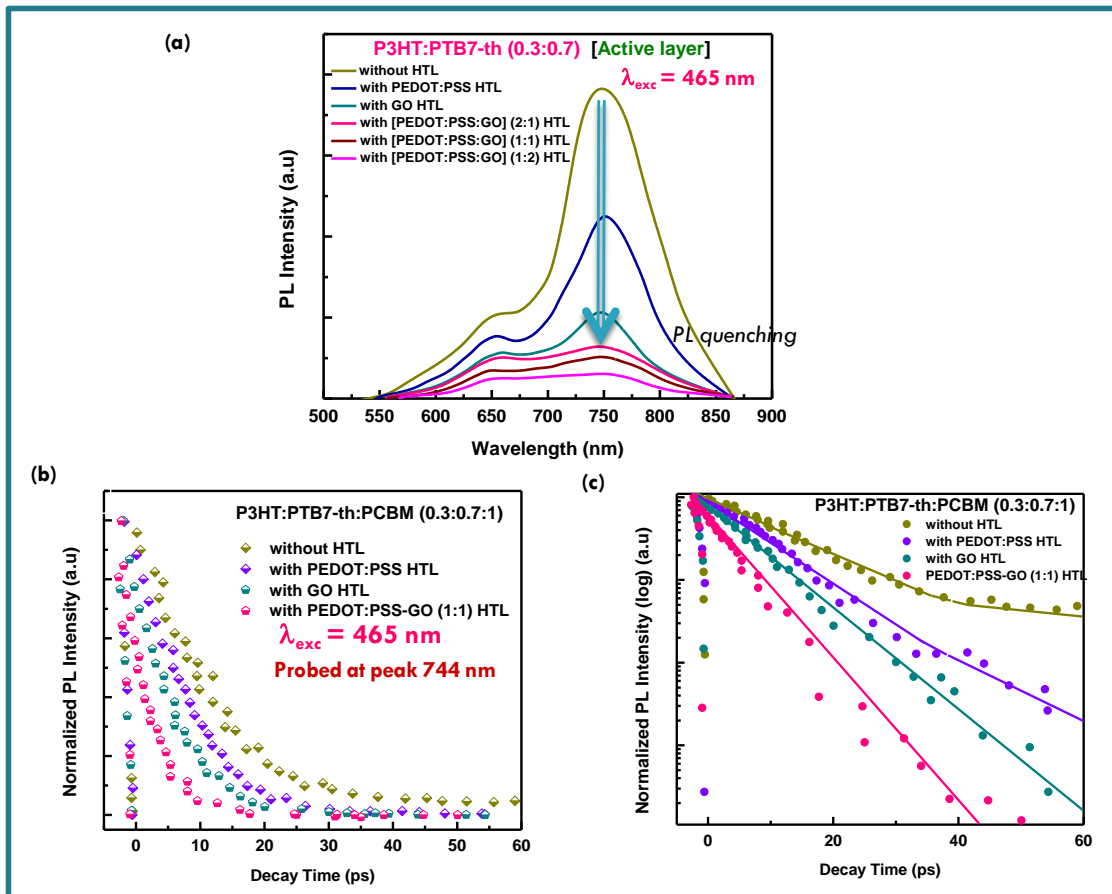 (a)
P3HT:PTB7-th (0.3:0.7) [Active layer]
λexc = 465 nm
without HTL
with PEDOT:PSS HTL
with GO HTL
with [PEDOT:PSS:GO] (2:1) HTL
with [PEDOT:PSS:GO] (1:1) HTL
with [PEDOT:PSS:GO] (1:2) HTL
PL quenching
PL Intensity (a.u)
500 550 600 650 700 750 800 850 900
Wavelength (nm)
(b)
P3HT:PTB7-th:PCBM (0.3:0.7:1)
without HTL
with PEDOT:PSS HTL
with GO HTL
with PEDOT:PSS-GO (1:1) HTL
λexc = 465 nm
Probed at peak 744 nm
Normalized PL Intensity (a.u
0 10 20 30 40 50 60
Decay Time (ps)
(c)
P3HT:PTB7-th:PCBM (0.3:0.7:1)
without HTL
with PEDOT:PSS HTL
with GO HTL
PEDOT:PSS-GO (1:1) HTL
Normalized PL Intensity (log) (a.u
0 20 40 60
Decay Time (ps)